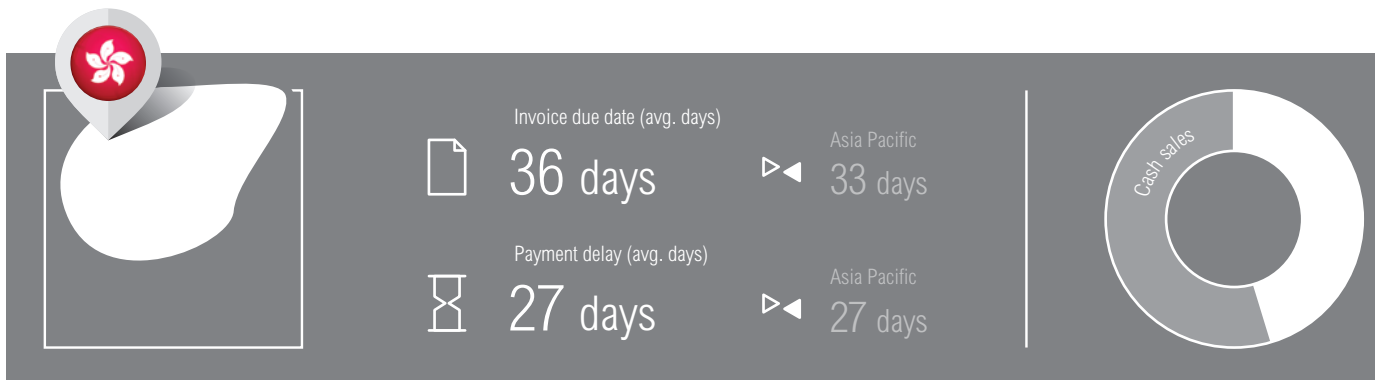 Invoice due date (avg. days)
36 days
Asia Pacific
33 days
Payment delay (avg. days)
27 days
Asia Pacific
27 days
Cash sales